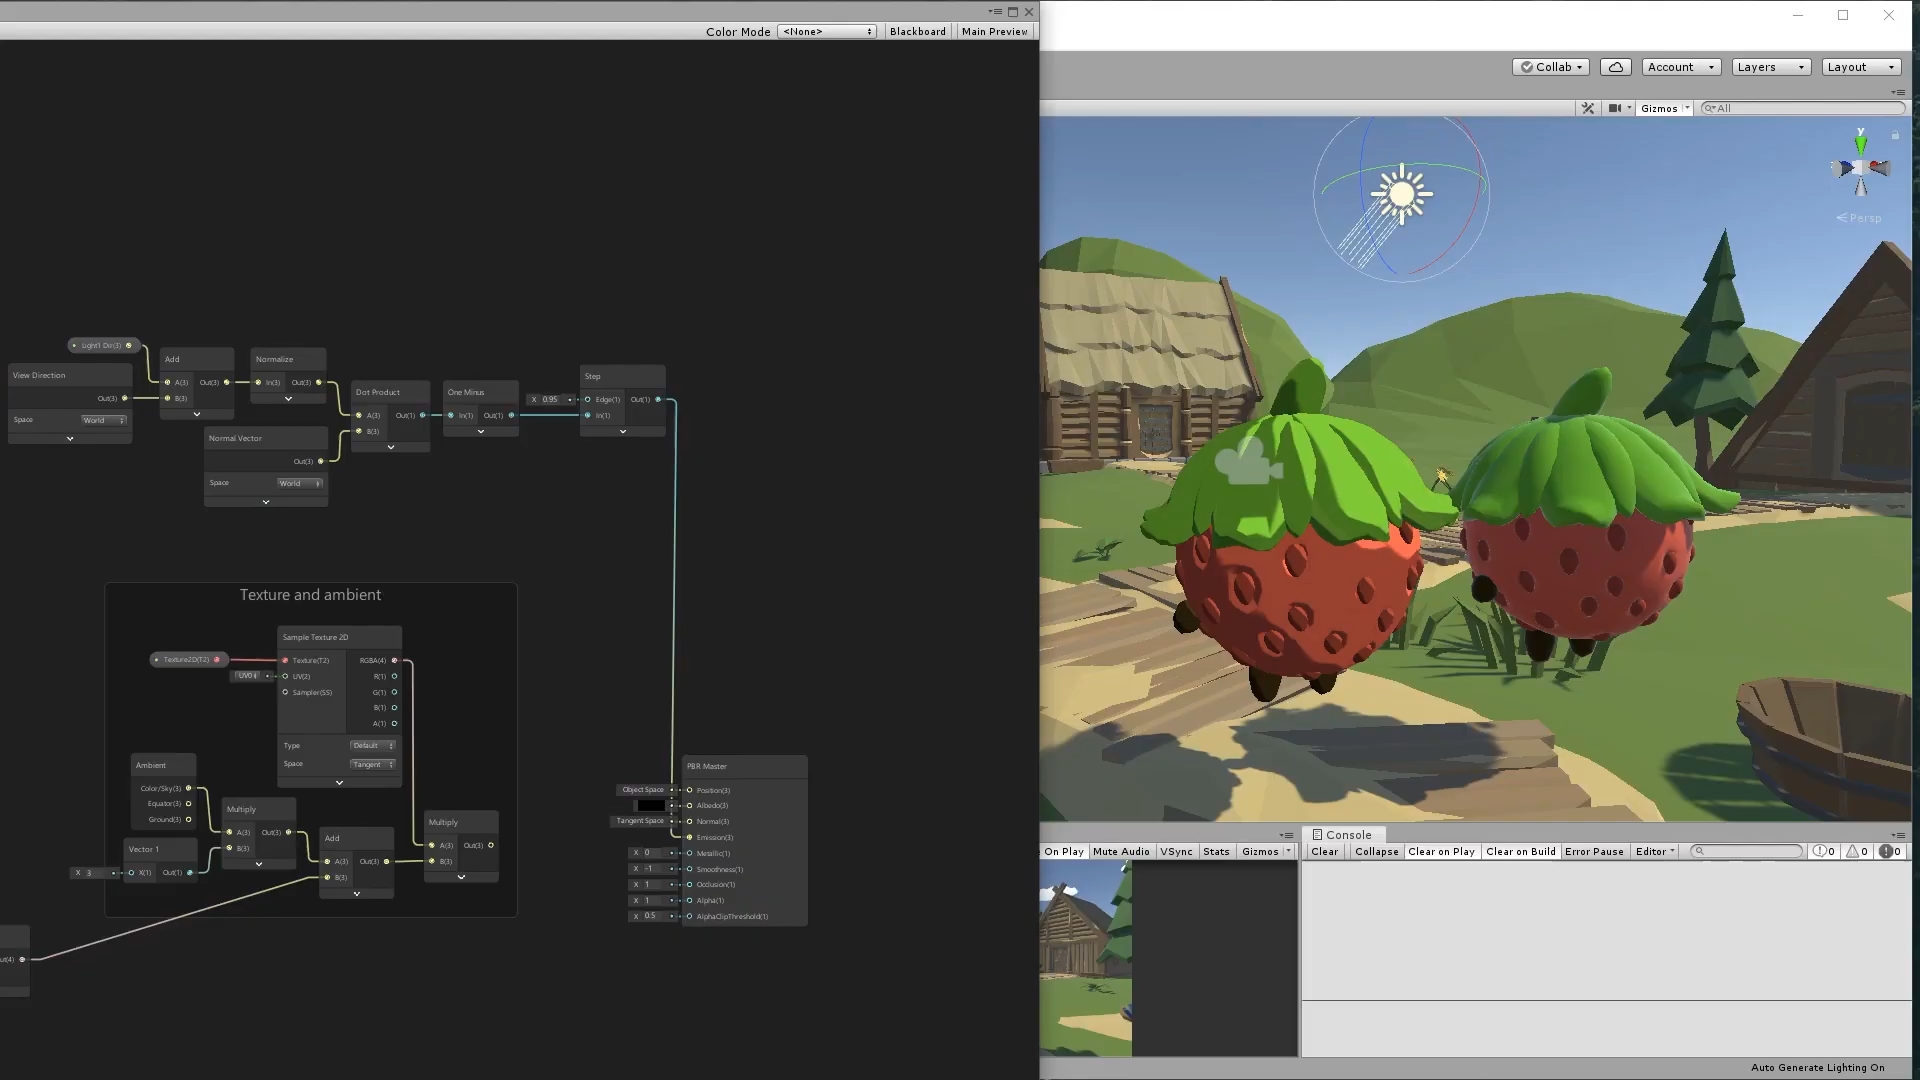 Color Mode <None> Blackboard Main Preview
Collab Account Layers Layout
Gizmos All
y
Persp
Light1 Dir(3)
View Direction
Out(3)
Space World
Add
A(3) Out(3)
B(3)
Normalize
In(3) Out(3)
Normal Vector
Out(3)
Space World
Dot Product
A(3) Out(1)
B(3)
One Minus
In(1) Out(1)
Step
X 0.95 Edge(1) Out(1)
In(1)
Texture and ambient
Sample Texture 2D
Texture2D(T2) Texture(T2) RGBA(4)
UV0 UV(2) R(1)
Sampler(SS) G(1)
B(1)
A(1)
Type Default
Space Tangent
Ambient
Color/Sky(3)
Equator(3)
Ground(3)
Vector 1
X 3 X(1) Out(1)
Multiply
A(3) Out(3)
B(3)
Add
A(3) Out(3)
B(3)
Multiply
A(3) Out(3)
B(3)
ut(4)
PBR Master
Object Space Position(3)
Albedo(3)
Tangent Space Normal(3)
Emission(3)
X 0 Metallic(1)
X -1 Smoothness(1)
X 1 Occlusion(1)
X 1 Alpha(1)
X 0.5 AlphaClipThreshold(1)
on Play Mute Audio VSync Stats Gizmos
Console
Clear Collapse Clear on Play Clear on Build Error Pause Editor 0 0 0
Auto Generate Lighting On